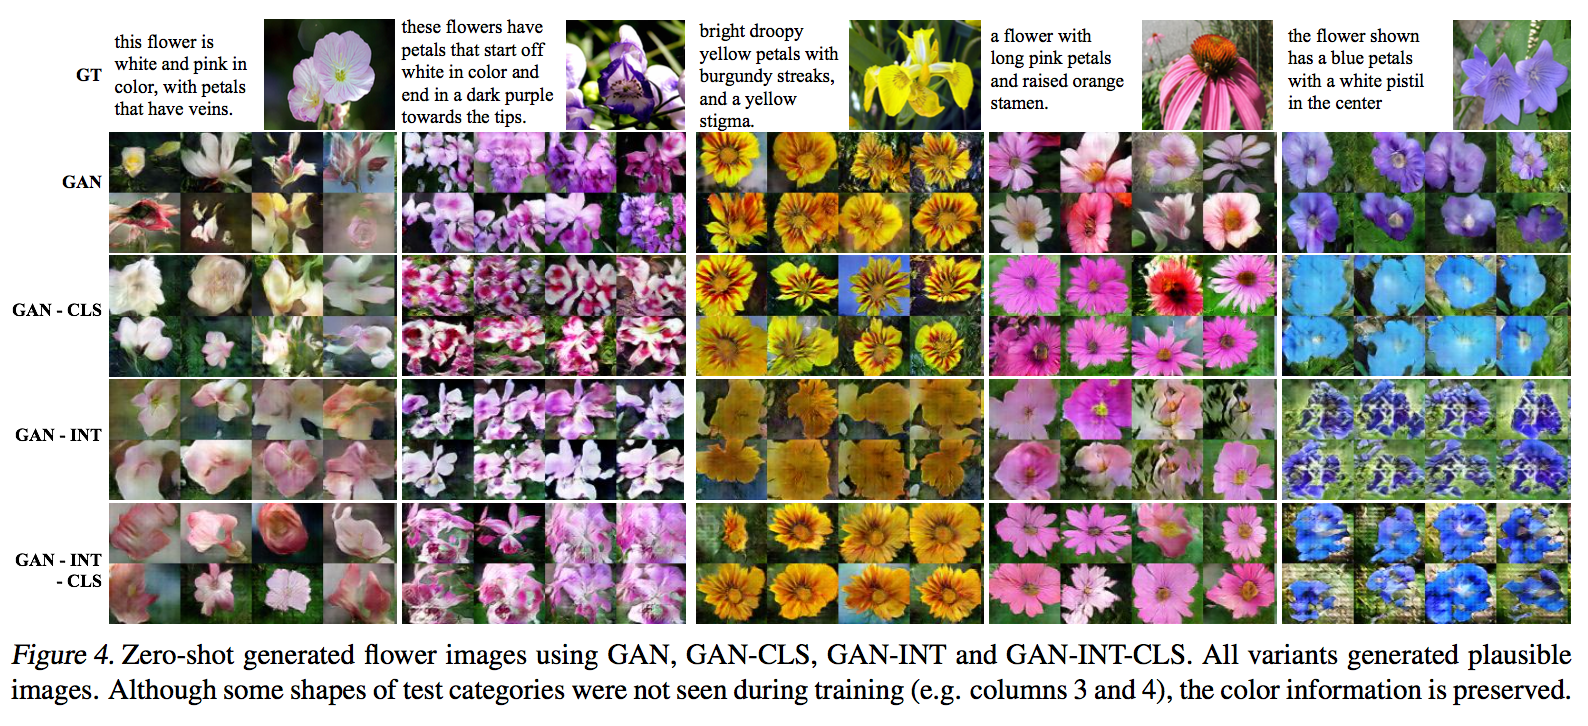 GT
this flower is
white and pink in
color, with petals
that have veins.
these flowers have
petals that start off
white in color and
end in a dark purple
towards the tips.
bright droopy
yellow petals with
burgundy streaks,
and a yellow
stigma.
a flower with
long pink petals
and raised orange
stamen.
the flower shown
has a blue petals
with a white pistil
in the center
GAN
GAN - CLS
GAN - INT
GAN - INT
- CLS
Figure 4. Zero-shot generated flower images using GAN, GAN-CLS, GAN-INT and GAN-INT-CLS. All variants generated plausible
images. Although some shapes of test categories were not seen during training (e.g. columns 3 and 4), the color information is preserved.